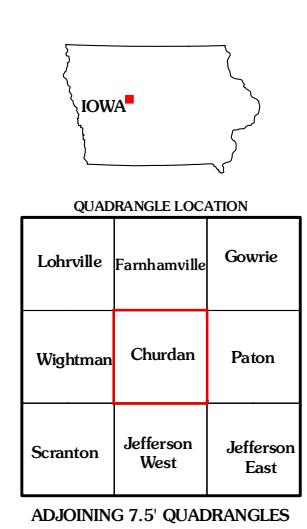 IOWA
QUADRANGLE LOCATION
Lohrville Farnhamville Gowrie
Wightman Churdan Paton
Scranton Jefferson West Jefferson East
ADJOINING 7.5' QUADRANGLES